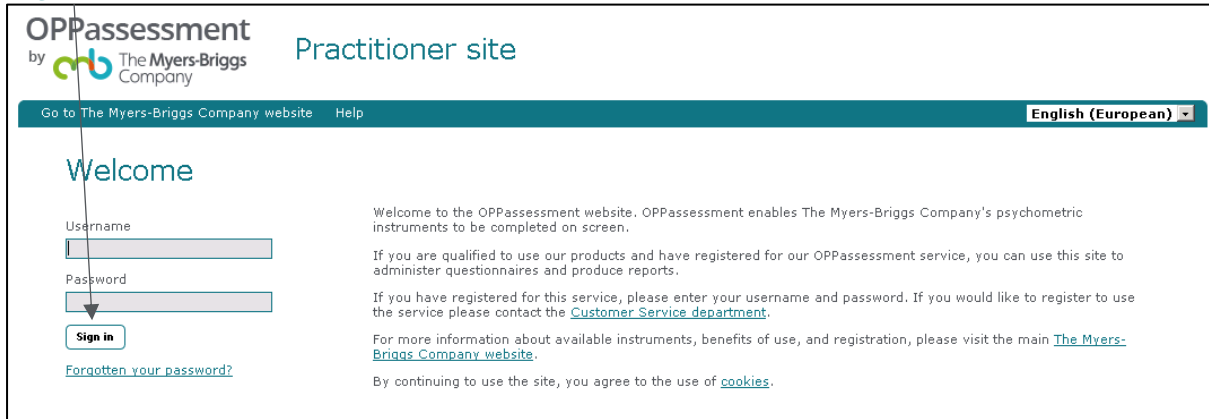 OPPassessment
by The Myers-Briggs
Company
Practitioner site
Go to The Myers-Briggs Company website Help English (European)
Welcome
Username
Password
Sign in
Forgotten your password?
Welcome to the OPPassessment website. OPPassessment enables The Myers-Briggs Company's psychometric
instruments to be completed on screen.
If you are qualified to use our products and have registered for our OPPassessment service, you can use this site to
administer questionnaires and produce reports.
If you have registered for this service, please enter your username and password. If you would like to register to use
the service please contact the Customer Service department.
For more information about available instruments, benefits of use, and registration, please visit the main The Myers-
Briggs Company website.
By continuing to use the site, you agree to the use of cookies.